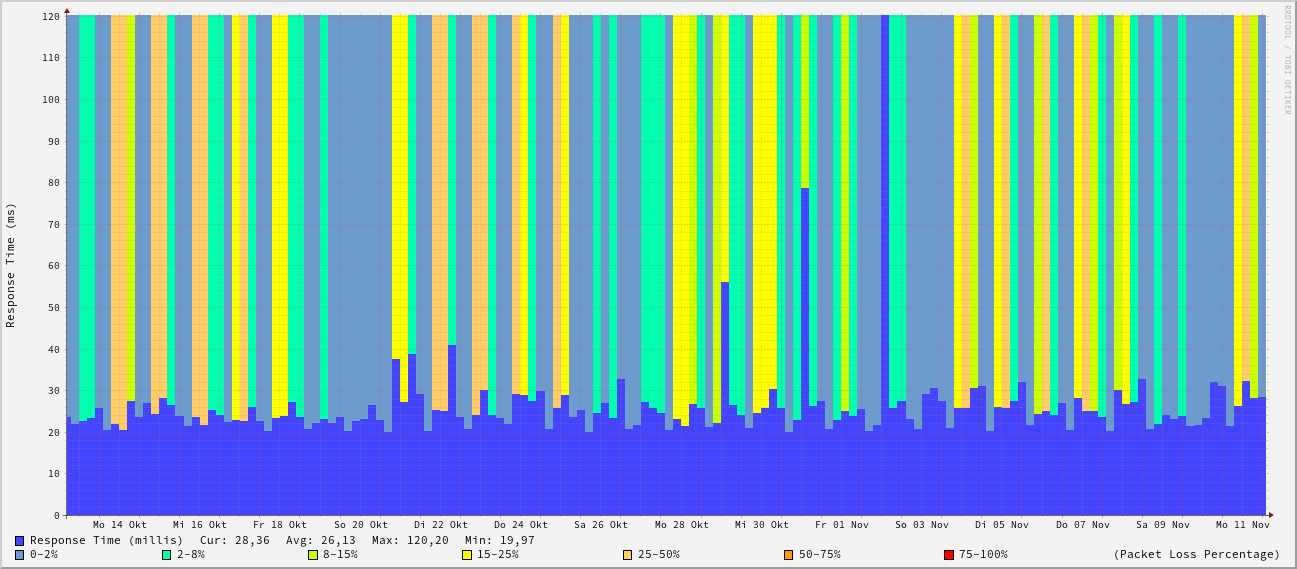 RRDTOOL / TOBI OETIKER
Response Time (ms)
120
110
100
90
80
70
60
50
40
30
20
10
0
Mo 14 Okt Mi 16 Okt Fr 18 Okt So 20 Okt Di 22 Okt Do 24 Okt Sa 26 Okt Mo 28 Okt Mi 30 Okt Fr 01 Nov So 03 Nov Di 05 Nov Do 07 Nov Sa 09 Nov Mo 11 Nov
Response Time (millis) Cur: 28,36 Avg: 26,13 Max: 120,20 Min: 19,97
0-2% 2-8% 8-15% 15-25% 25-50% 50-75% 75-100% (Packet Loss Percentage)